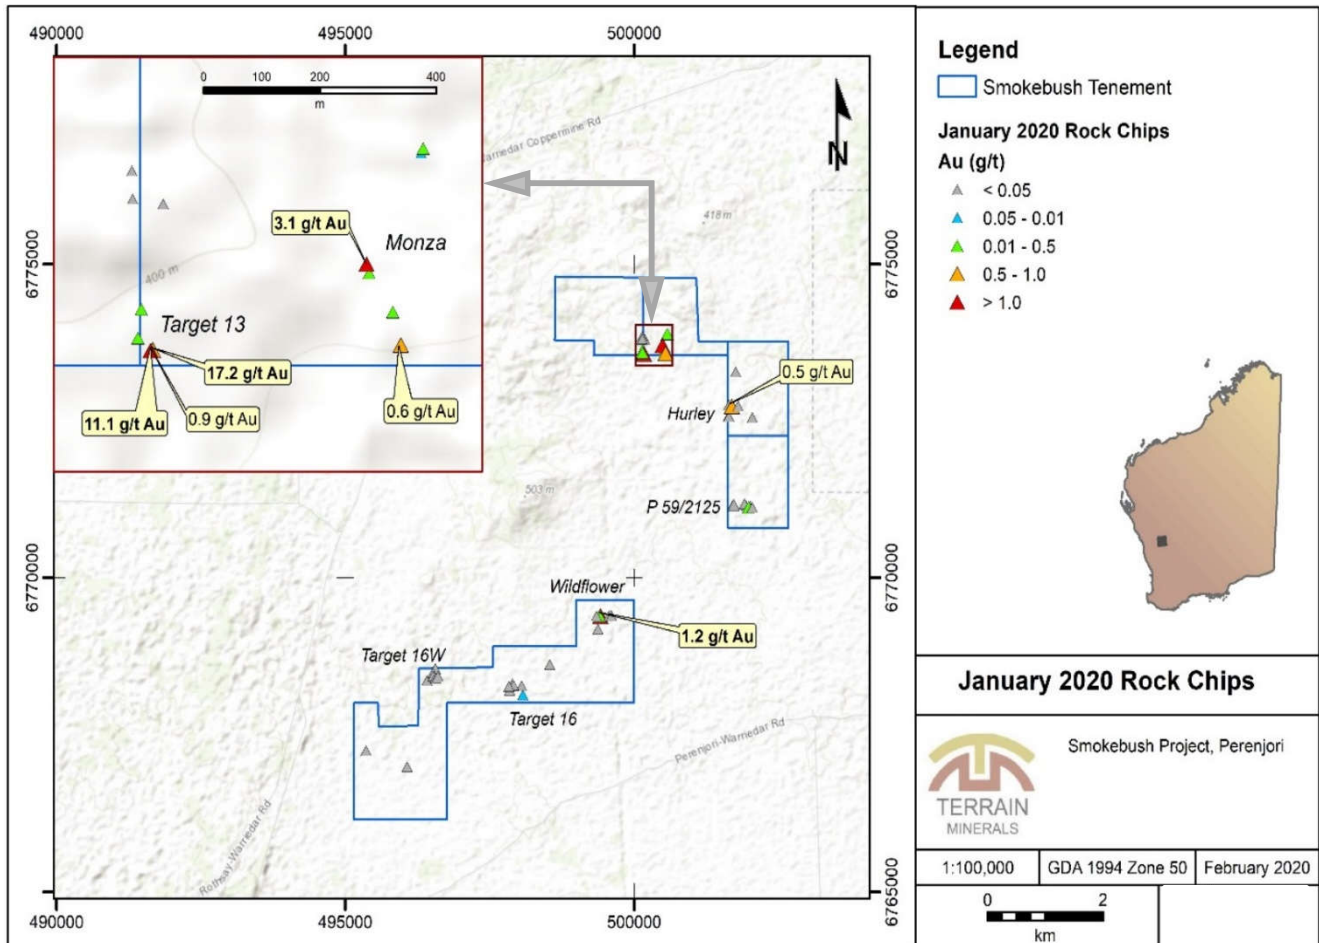 490000
495000
500000
0 100 200 400
m
Warriedar Coppermine Rd
N
418 m
3.1 g/t Au
Monza
400 m
6775000
6775000
Target 13
17.2 g/t Au
11.1 g/t Au
0.9 g/t Au
0.6 g/t Au
0.5 g/t Au
Hurley
503 m
P 59/2125
6770000
6770000
Wildflower
1.2 g/t Au
Target 16W
Target 16
Perenjori-Warriedar Rd
Rothsay-Warriedar Rd
6765000
490000
495000
500000
Legend
Smokebush Tenement
January 2020 Rock Chips
Au (g/t)
< 0.05
0.05 - 0.01
0.01 - 0.5
0.5 - 1.0
> 1.0
January 2020 Rock Chips
TERRAIN
MINERALS
Smokebush Project, Perenjori
1:100,000
GDA 1994 Zone 50
February 2020
0 2
km